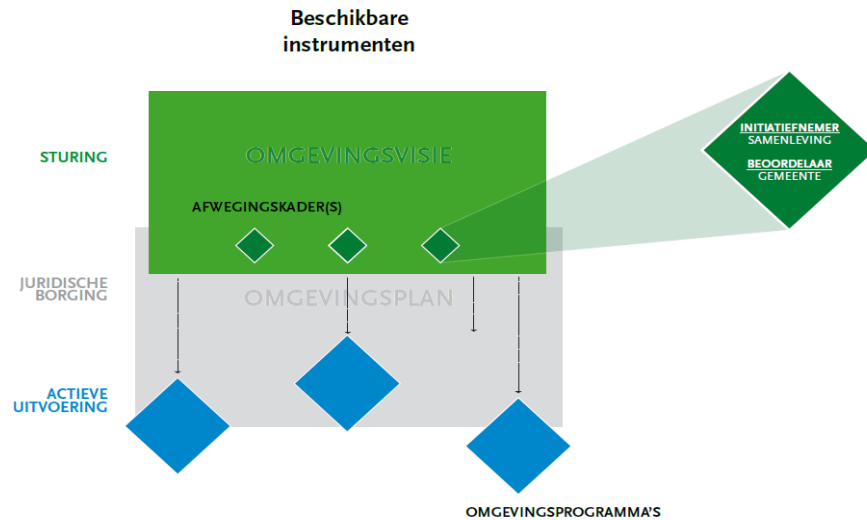 Beschikbare
instrumenten
STURING
OMGEVINGSVISIE
AFWEGINGSKADER(S)
INITIATIEFNEMER
SAMENLEVING
BEOORDELAAR
GEMEENTE
JURIDISCHE
BORGING
OMGEVINGSPLAN
ACTIEVE
UITVOERING
OMGEVINGSPROGRAMMA'S